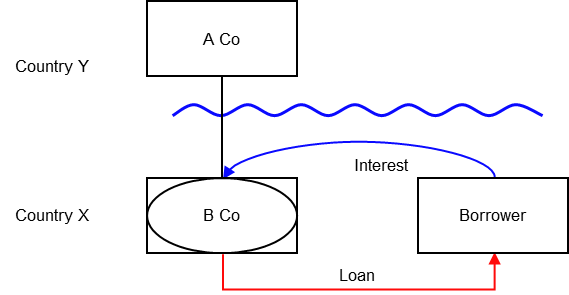 A Co
Country Y
Interest
Country X
B Co
Borrower
Loan